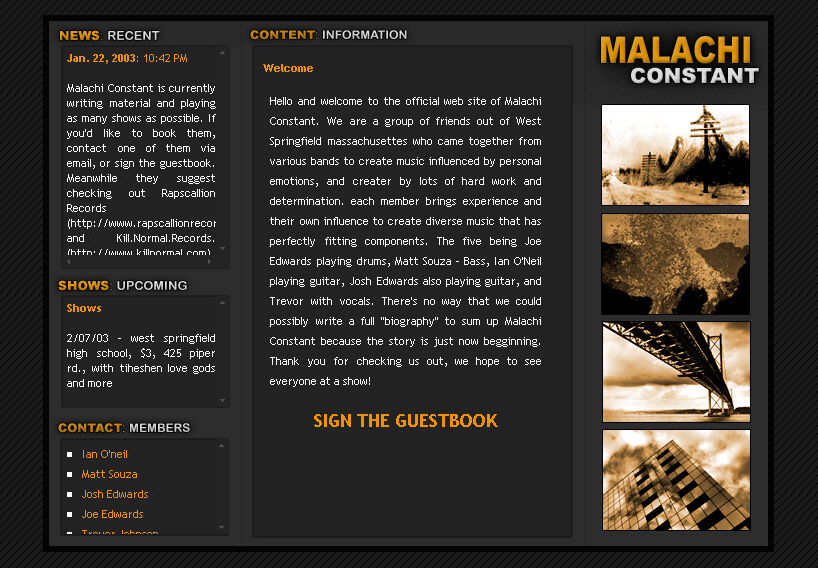 NEWS: RECENT
Jan. 22, 2003: 10:42 PM
Malachi Constant is currently
writing material and playing
as many shows as possible. If
you'd like to book them,
contact one of them via
email, or sign the guestbook.
Meanwhile they suggest
checking out Rapscallion
Records
(http://www.rapscallionrecor
and Kill.Normal.Records.
(http://www.killnormal.com)
SHOWS: UPCOMING
Shows
2/07/03 - west springfield
high school, $3, 425 piper
rd., with tiheshen love gods
and more
CONTACT: MEMBERS
Ian O'neil
Matt Souza
Josh Edwards
Joe Edwards
Trevor Johnson
CONTENT: INFORMATION
Welcome
Hello and welcome to the official web site of Malachi
Constant. We are a group of friends out of West
Springfield massachusettes who came together from
various bands to create music influenced by personal
emotions, and creater by lots of hard work and
determination. each member brings experience and
their own influence to create diverse music that has
perfectly fitting components. The five being Joe
Edwards playing drums, Matt Souza - Bass, Ian O'Neil
playing guitar, Josh Edwards also playing guitar, and
Trevor with vocals. There's no way that we could
possibly write a full "biography" to sum up Malachi
Constant because the story is just now begginning.
Thank you for checking us out, we hope to see
everyone at a show!
SIGN THE GUESTBOOK
MALACHI
CONSTANT